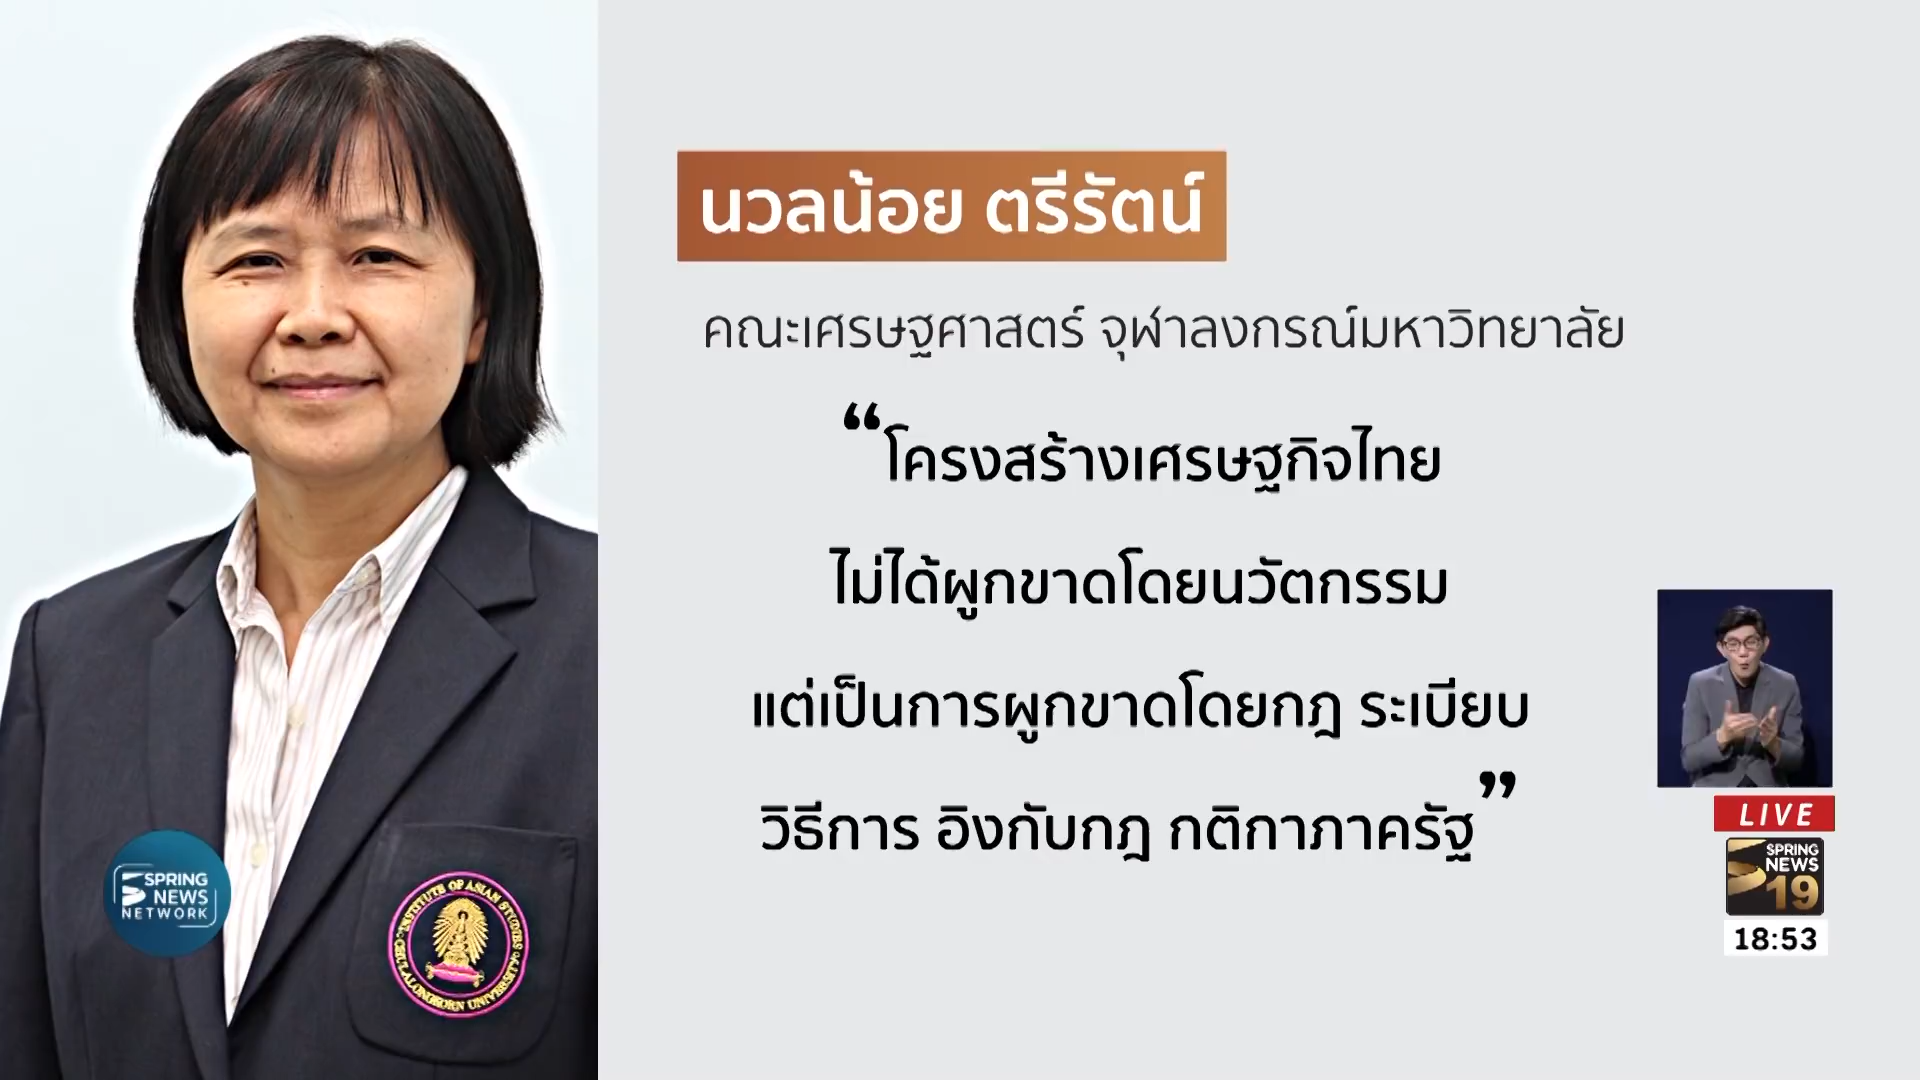 นวลน้อย ตรีรัตน์
คณะเศรษฐศาสตร์ จุฬาลงกรณ์มหาวิทยาลัย
“โครงสร้างเศรษฐกิจไทย
ไม่ได้ผูกขาดโดยนวัตกรรม
แต่เป็นการผูกขาดโดยกฎ ระเบียบ
วิธีการ อิงกับกฎ กติกาภาครัฐ”
SPRING
NEWS
NETWORK
INSTITUTE OF ASIAN STUDIES
CHULALONGKORN UNIVERSITY
LIVE
SPRING
NEWS
19
18:53